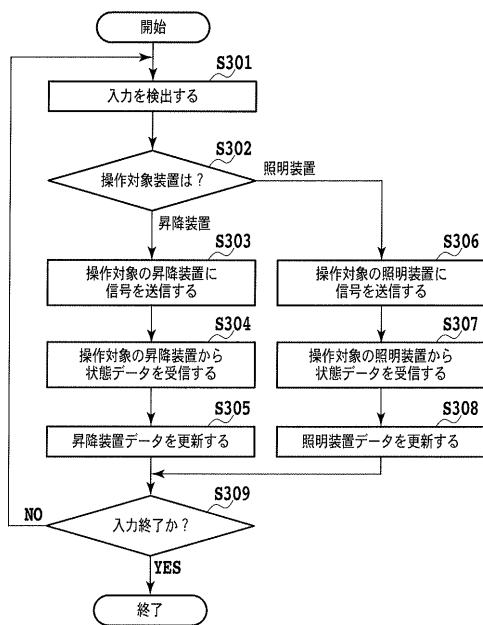 開始
S301
入力を検出する
S302
操作対象装置は？
照明装置
昇降装置
S303
操作対象の昇降装置に
信号を送信する
S306
操作対象の照明装置に
信号を送信する
S304
操作対象の昇降装置から
状態データを受信する
S307
操作対象の照明装置から
状態データを受信する
S305
昇降装置データを更新する
S308
照明装置データを更新する
S309
入力終了か？
NO
YES
終了